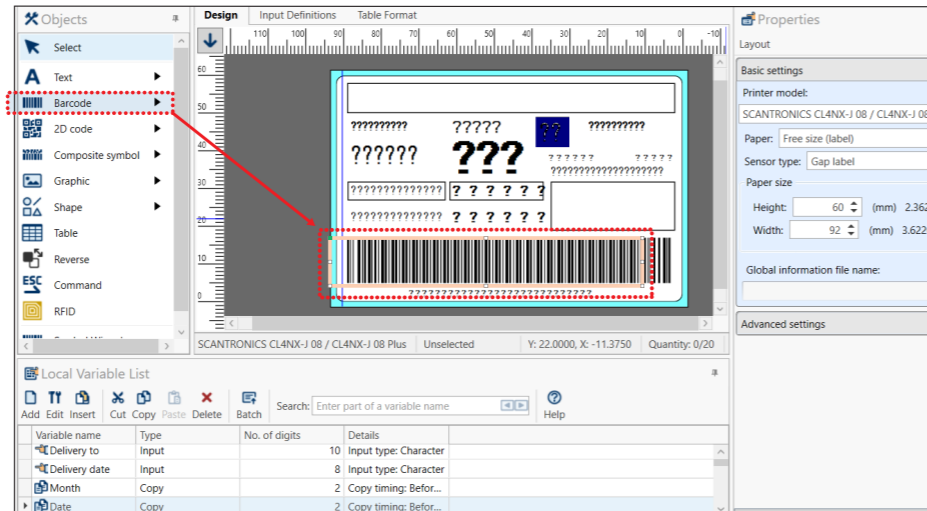 Objects
Select
Text
Barcode
2D code
Composite symbol
Graphic
Shape
Table
Reverse
ESC Command
RFID
Design Input Definitions Table Format
110 100 90 80 70 60 50 40 30 20 10 0 -10
60
50
40
30
20
10
0
??????????
?????
??
??????????
??????
???
??????
?????
????????????????????
??????????????
? ? ? ? ? ?
??????????????
? ? ? ? ? ?
???????????????????????????
SCANTRONICS CL4NX-J 08 / CL4NX-J 08 Plus Unselected Y: 22.0000, X: -11.3750 Quantity: 0/20
Properties
Layout
Basic settings
Printer model:
SCANTRONICS CL4NX-J 08 / CL4NX-J 08
Paper: Free size (label)
Sensor type: Gap label
Paper size
Height: 60 (mm) 2.362
Width: 92 (mm) 3.622
Global information file name:
Advanced settings
Local Variable List
Add Edit Insert Cut Copy Paste Delete Batch Search: Enter part of a variable name Help
Variable name Type No. of digits Details
Delivery to Input 10 Input type: Character
Delivery date Input 8 Input type: Character
Month Copy 2 Copy timing: Befor...
Date Copy 2 Copy timing: Befor...